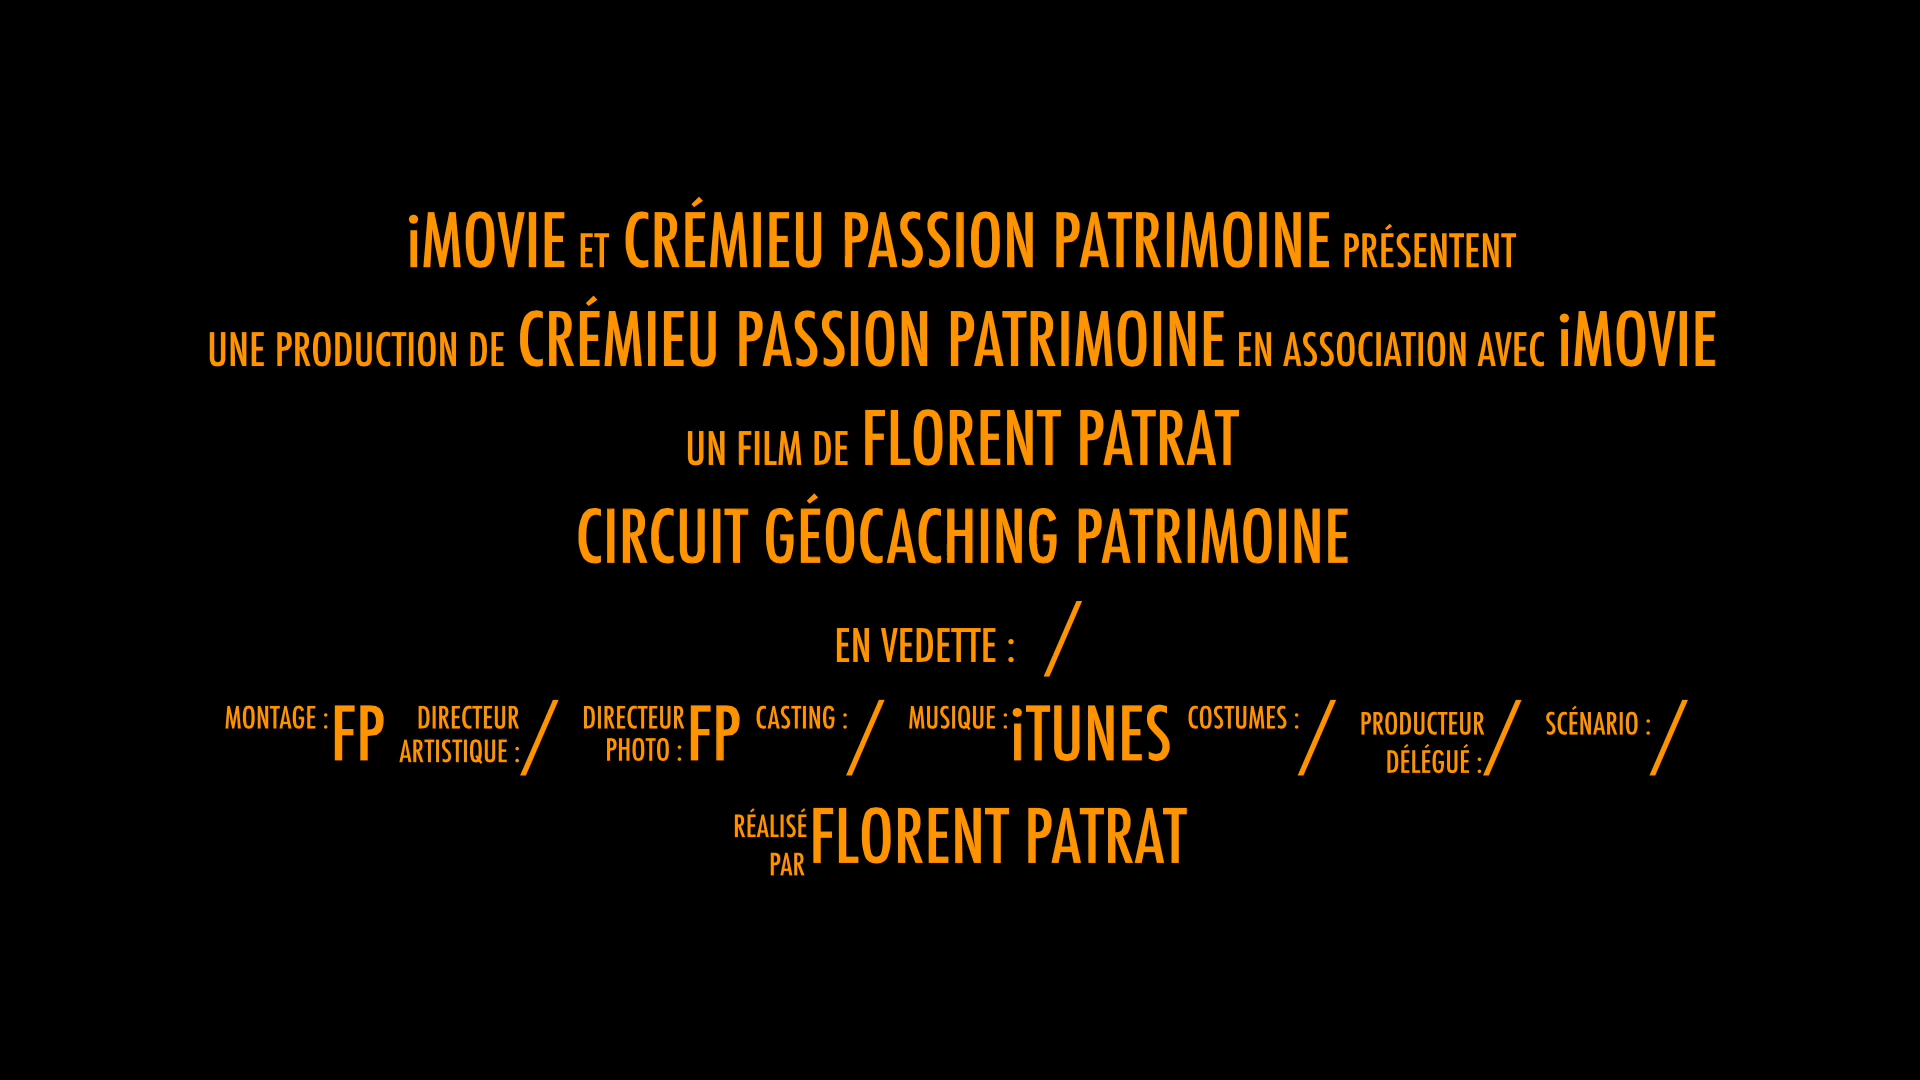 iMOVIE ET CRÉMIEU PASSION PATRIMOINE PRÉSENTENT
UNE PRODUCTION DE CRÉMIEU PASSION PATRIMOINE EN ASSOCIATION AVEC iMOVIE
UN FILM DE FLORENT PATRAT
CIRCUIT GÉOCACHING PATRIMOINE
EN VEDETTE : /
MONTAGE : FP DIRECTEUR ARTISTIQUE : / DIRECTEUR PHOTO : FP CASTING : / MUSIQUE : iTUNES COSTUMES : / PRODUCTEUR DÉLÉGUÉ : / SCÉNARIO : /
RÉALISÉ PAR FLORENT PATRAT